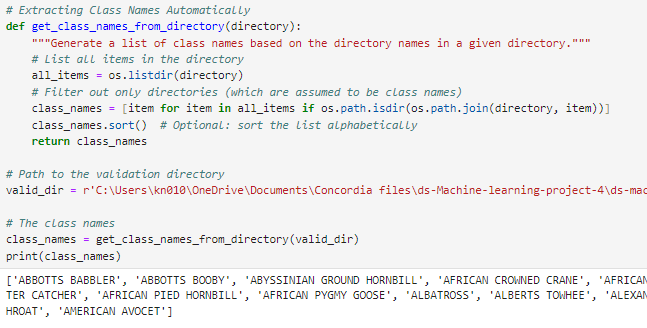 # Extracting Class Names Automatically
def get_class_names_from_directory(directory):
"""Generate a list of class names based on the directory names in a given directory."""
# List all items in the directory
all_items = os.listdir(directory)
# Filter out only directories (which are assumed to be class names)
class_names = [item for item in all_items if os.path.isdir(os.path.join(directory, item))]
class_names.sort()  # Optional: sort the list alphabetically
return class_names
# Path to the validation directory
valid_dir = r'C:\Users\kn010\OneDrive\Documents\Concordia files\ds-Machine-learning-project-4\ds-mac
# The class names
class_names = get_class_names_from_directory(valid_dir)
print(class_names)
['ABBOTTS BABBLER', 'ABBOTTS BOOBY', 'ABYSSINIAN GROUND HORNBILL', 'AFRICAN CROWNED CRANE', 'AFRICAN
TER CATCHER', 'AFRICAN PIED HORNBILL', 'AFRICAN PYGMY GOOSE', 'ALBATROSS', 'ALBERTS TOWHEE', 'ALEXAN
HROAT', 'AMERICAN AVOCET']